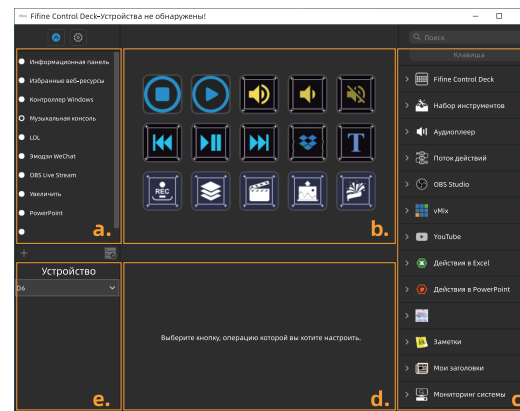 Fifine Control Deck-Устройства не обнаружены!
Поиск
Клавиша
Информационная панель
Избранные веб-ресурсы
Контроллер Windows
Музыкальная консоль
LOL
Эмодзи WeChat
OBS Live Stream
Увеличить
PowerPoint
a.
T
REC
b.
Fifine Control Deck
Набор инструментов
Аудиоплеер
Поток действий
OBS Studio
vMix
YouTube
Действия в Excel
Действия в PowerPoint
Заметки
Мои заголовки
Мониторинг системы
c
Устройство
D6
e.
Выберите кнопку, операцию которой вы хотите настроить.
d.